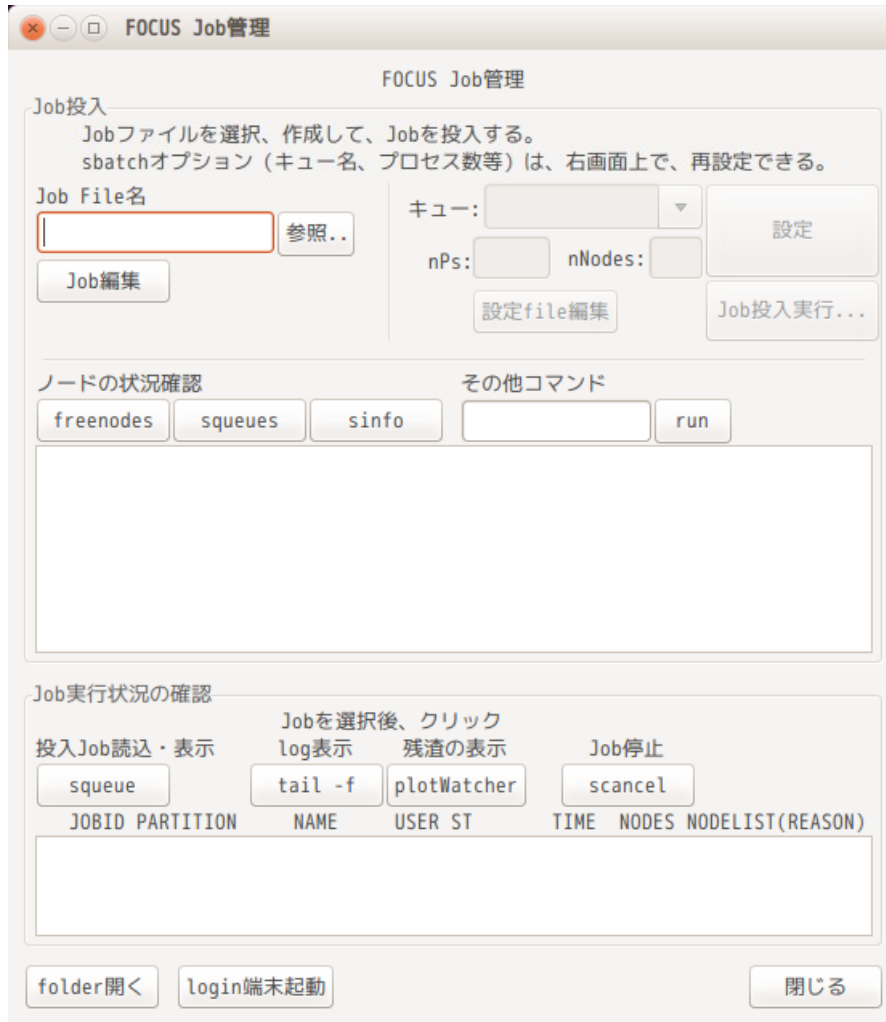 FOCUS Job管理
FOCUS Job管理
Job投入
Jobファイルを選択、作成して、Jobを投入する。
sbatchオプション（キュー名、プロセス数等）は、右画面上で、再設定できる。
Job File名
参照..
Job編集
キュー:
nPs:
nNodes:
設定
設定file編集
Job投入実行...
ノードの状況確認
その他コマンド
freenodes squeues sinfo
run
Job実行状況の確認
Jobを選択後、クリック
投入Job読込・表示 log表示 残渣の表示 Job停止
squeue tail -f plotWatcher scancel
JOBID PARTITION NAME USER ST TIME NODES NODELIST(REASON)
folder開く login端末起動 閉じる